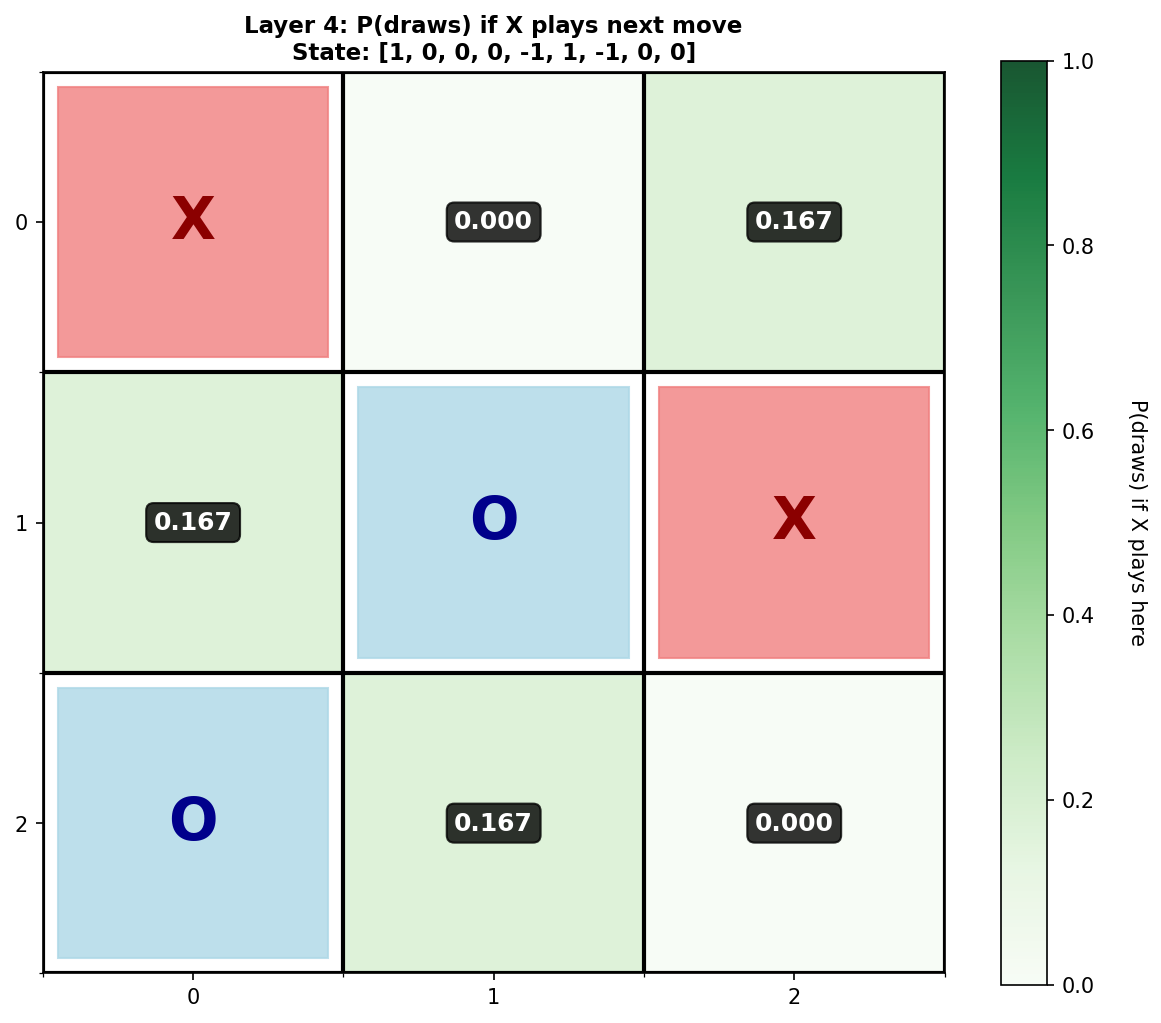 Layer 4: P(draws) if X plays next move
State: [1, 0, 0, 0, -1, 1, -1, 0, 0]
X
0.000
0.167
0.167
O
X
O
0.167
0.000
0
1
2
0
1
2
1.0
0.8
0.6
0.4
0.2
0.0
P(draws) if X plays here